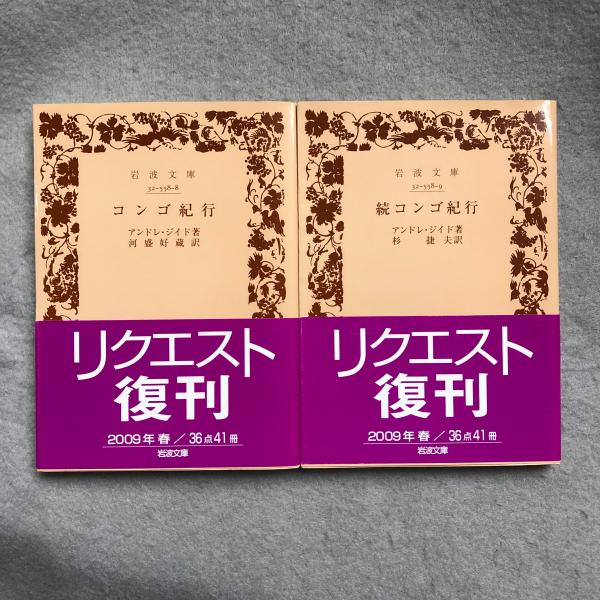 岩波文庫
32-558-8
コンゴ紀行
アンドレ・ジイド著
河盛好蔵訳
リクエスト
復刊
2009年 春／36点41冊
岩波文庫
岩波文庫
32-558-9
続コンゴ紀行
アンドレ・ジイド著
杉 捷夫訳
リクエスト
復刊
2009年 春／36点41冊
岩波文庫